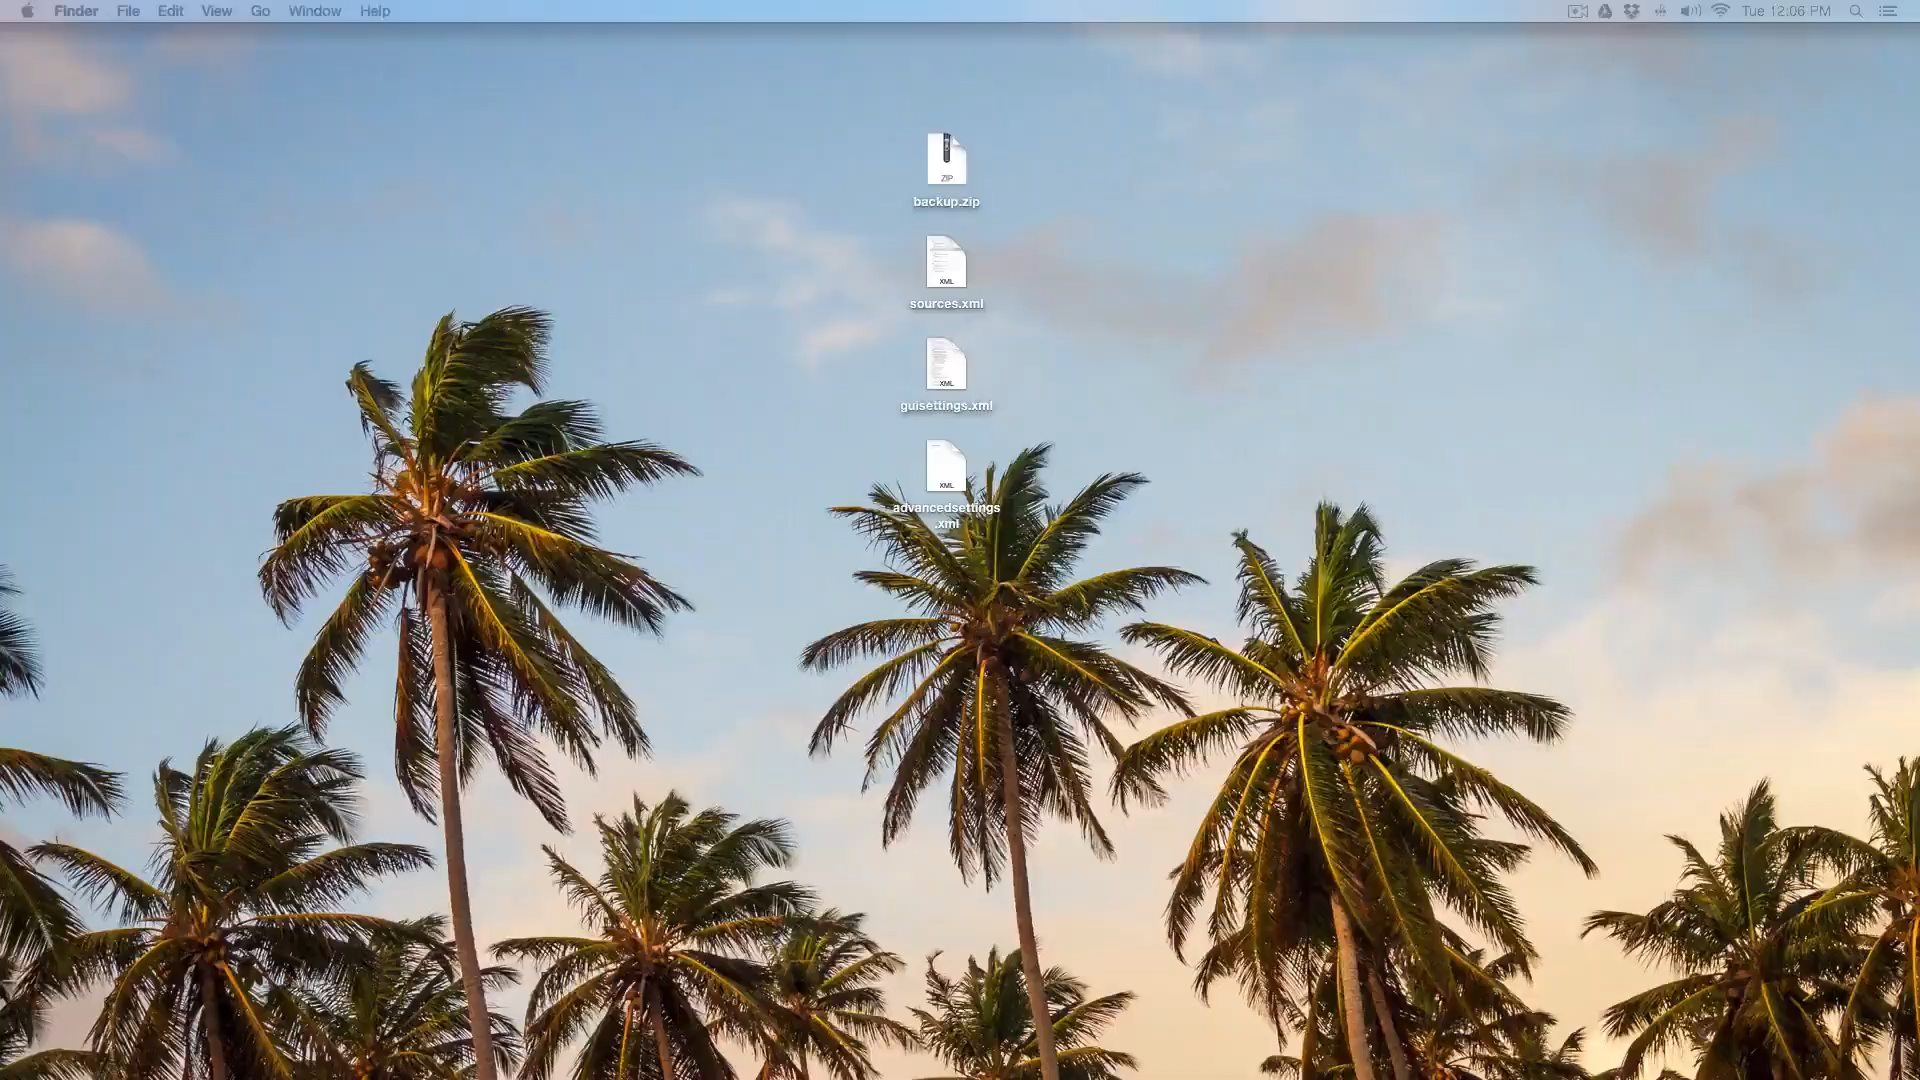 Finder File Edit View Go Window Help Tue 12:06 PM
ZIP
backup.zip
XML
sources.xml
XML
guisettings.xml
XML
advancedsettings
.xml